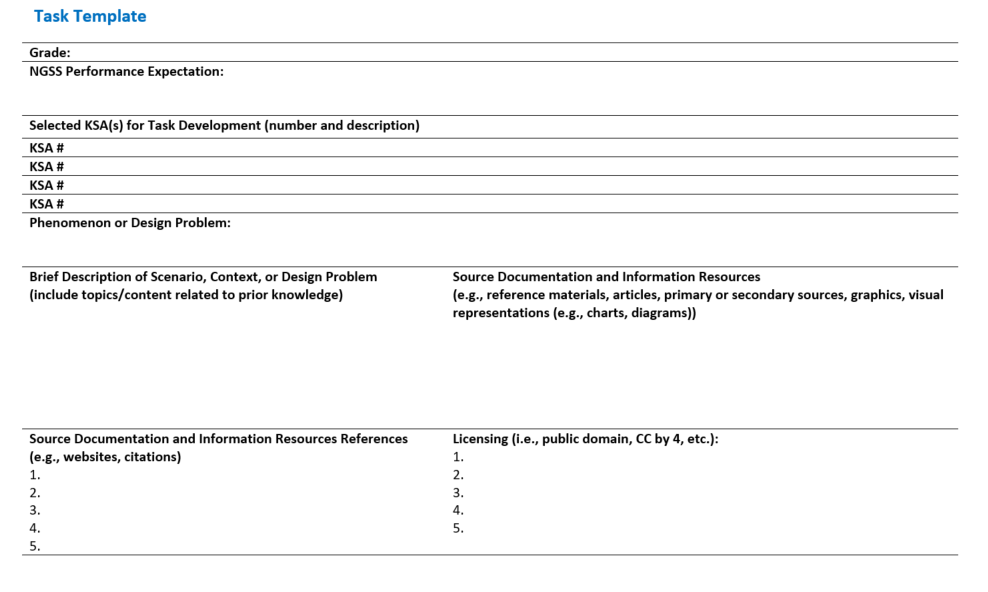 Task Template
Grade:
NGSS Performance Expectation:
Selected KSA(s) for Task Development (number and description)
KSA #
KSA #
KSA #
KSA #
Phenomenon or Design Problem:
Brief Description of Scenario, Context, or Design Problem
(include topics/content related to prior knowledge)
Source Documentation and Information Resources
(e.g., reference materials, articles, primary or secondary sources, graphics, visual
representations (e.g., charts, diagrams))
Source Documentation and Information Resources References
(e.g., websites, citations)
1.
2.
3.
4.
5.
Licensing (i.e., public domain, CC by 4, etc.):
1.
2.
3.
4.
5.